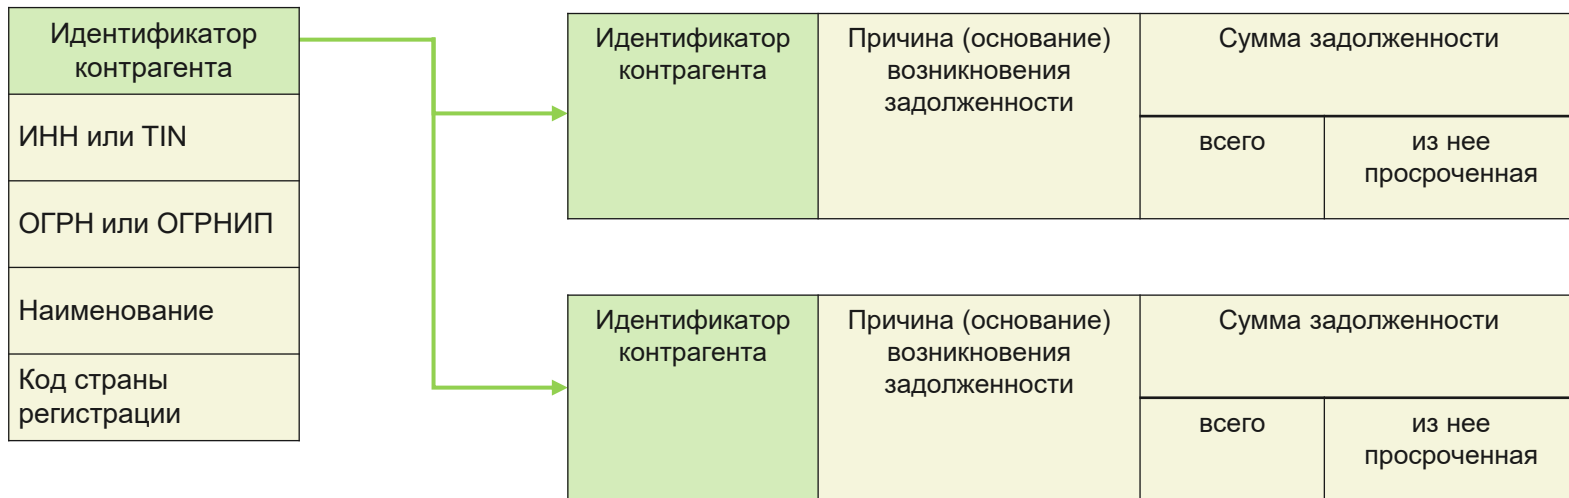 Идентификатор
контрагента
ИНН или TIN
ОГРН или ОГРНИП
Наименование
Код страны
регистрации
Идентификатор
контрагента
Причина (основание)
возникновения
задолженности
Сумма задолженности
всего
из нее
просроченная
Идентификатор
контрагента
Причина (основание)
возникновения
задолженности
Сумма задолженности
всего
из нее
просроченная